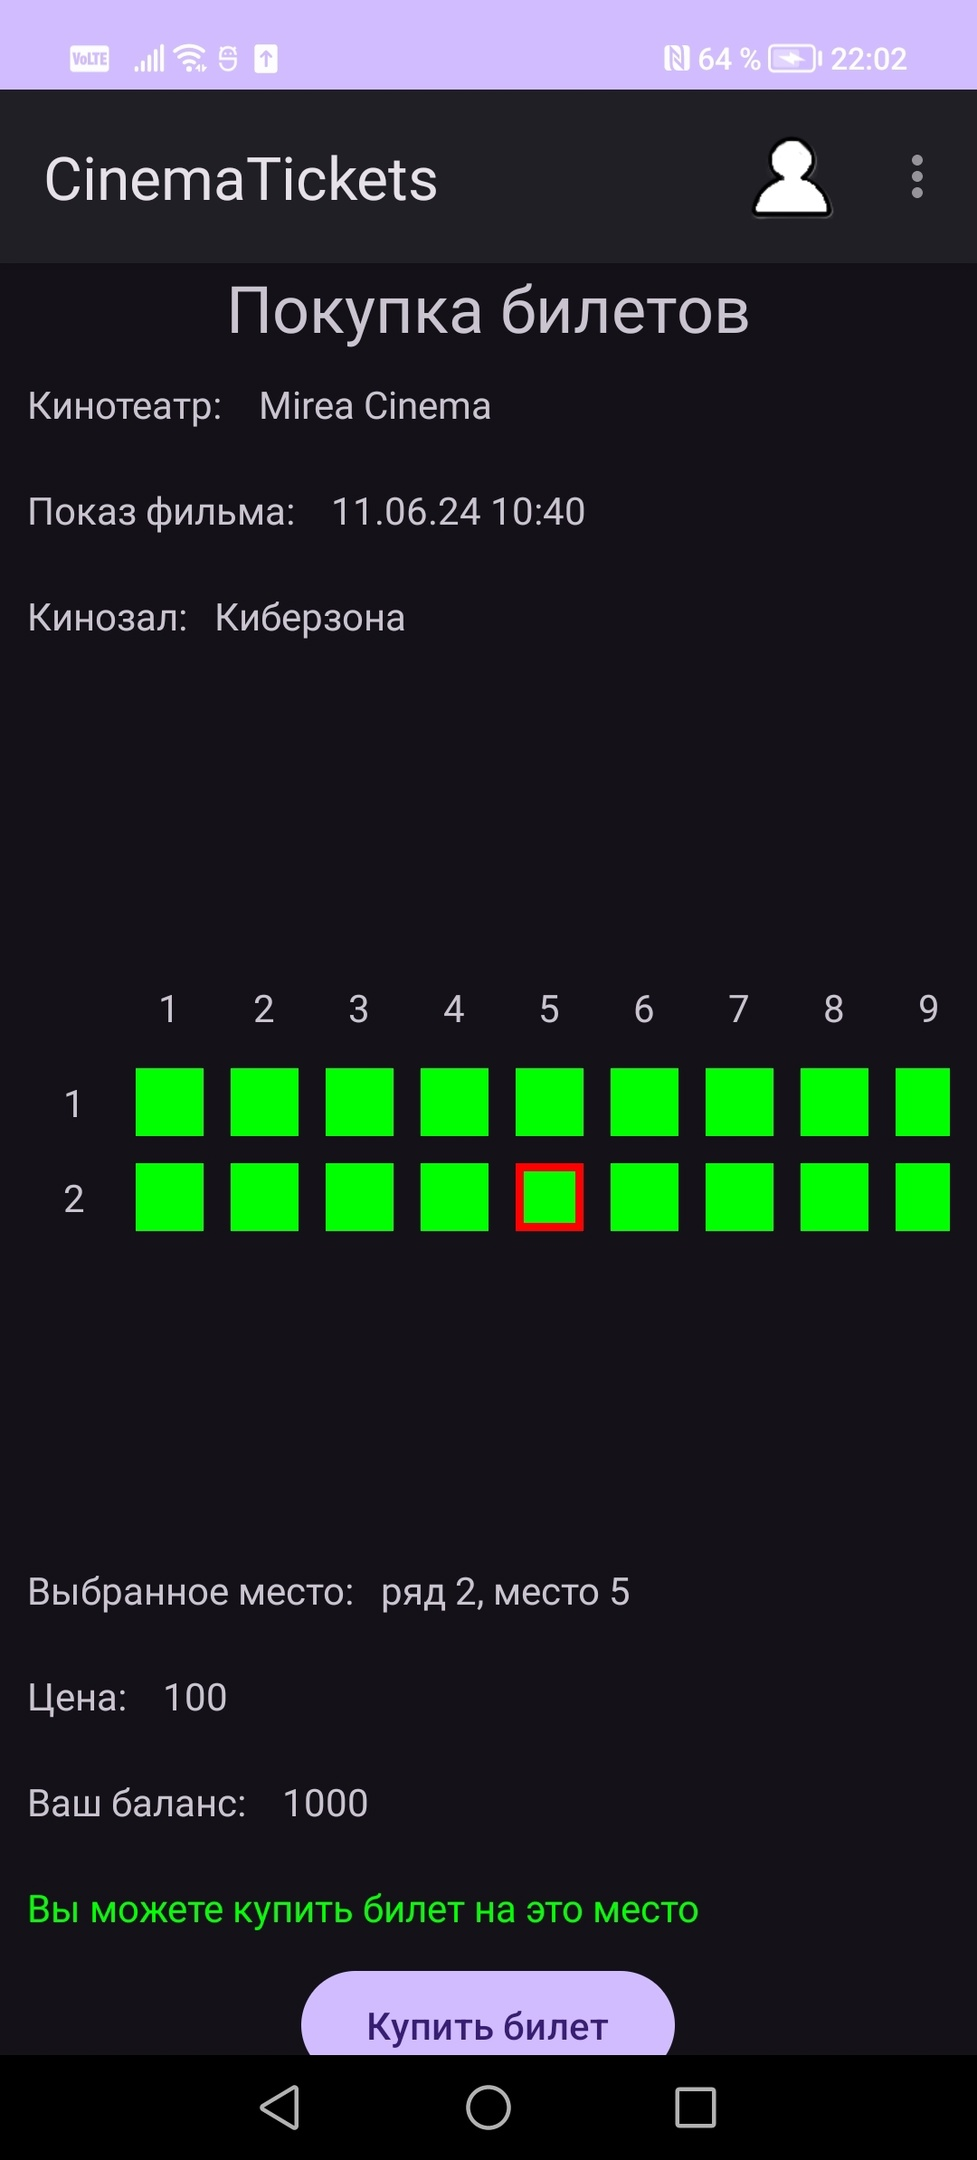 VoLTE 64 % 22:02
CinemaTickets
Покупка билетов
Кинотеатр: Mirea Cinema
Показ фильма: 11.06.24 10:40
Кинозал: Киберзона
1 2 3 4 5 6 7 8 9
1
2
Выбранное место: ряд 2, место 5
Цена: 100
Ваш баланс: 1000
Вы можете купить билет на это место
Купить билет